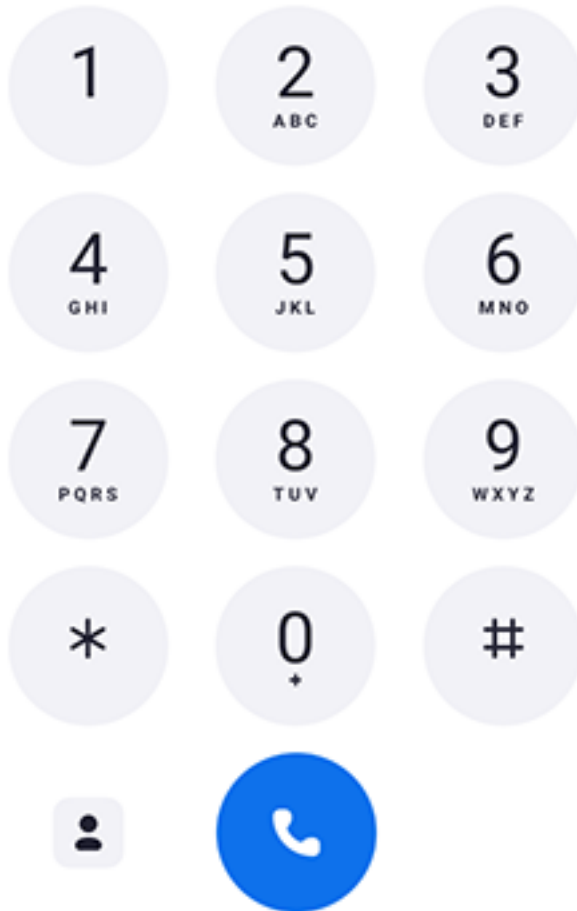 1 2 3
ABC DEF
4 5 6
GHI JKL MNO
7 8 9
PQRS TUV WXYZ
* 0 #
+